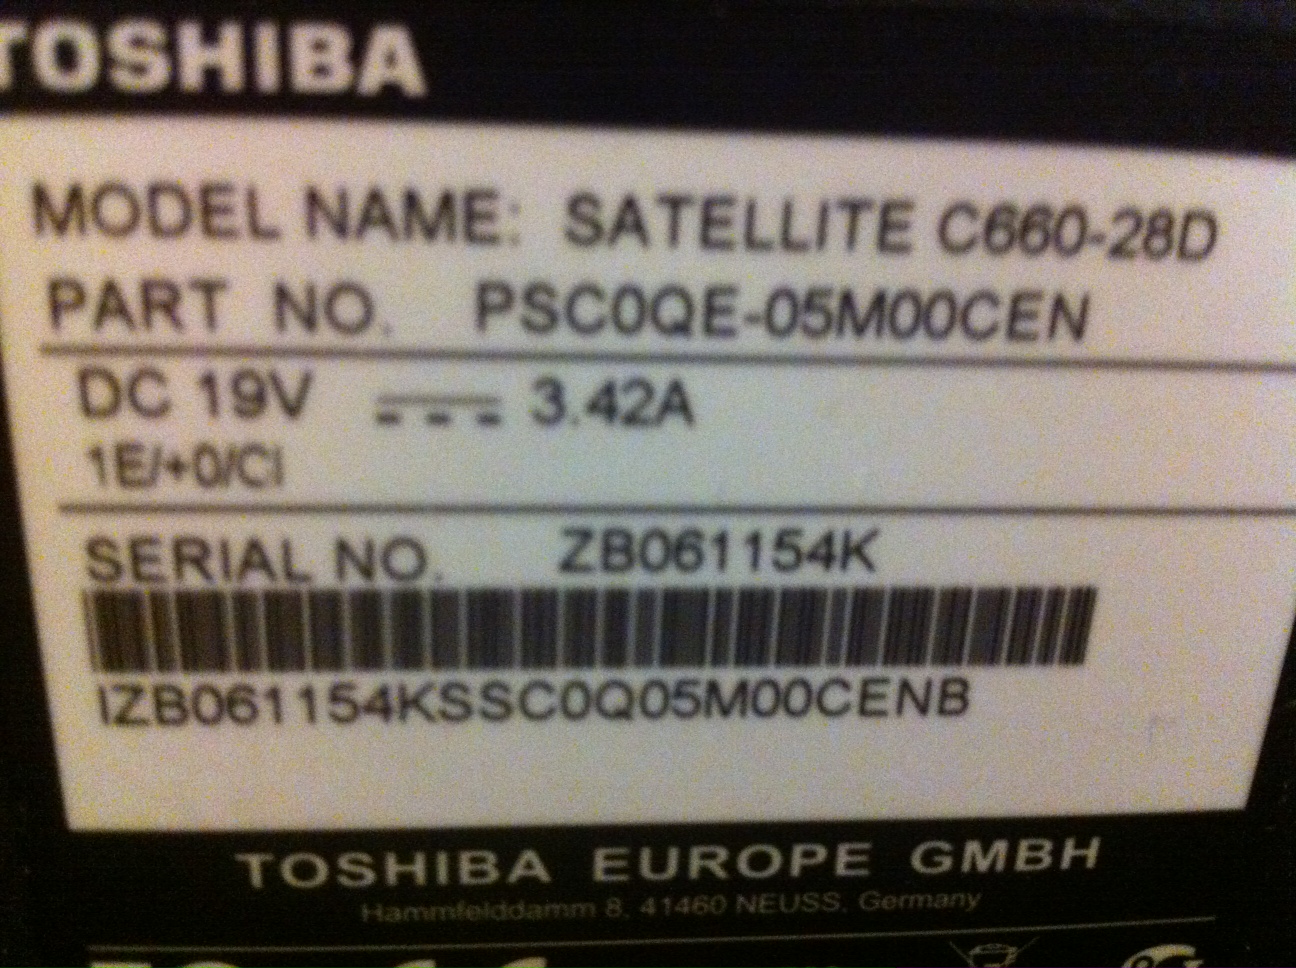 TOSHIBA
MODEL NAME: SATELLITE C660-28D
PART NO. PSC0QE-05M00CEN
DC 19V 3.42A
1E/+0/CI
SERIAL NO. ZB061154K
IZB061154KSSC0Q05M00CENB
TOSHIBA EUROPE GMBH
Hammfelddamm 8, 41460 NEUSS, Germany